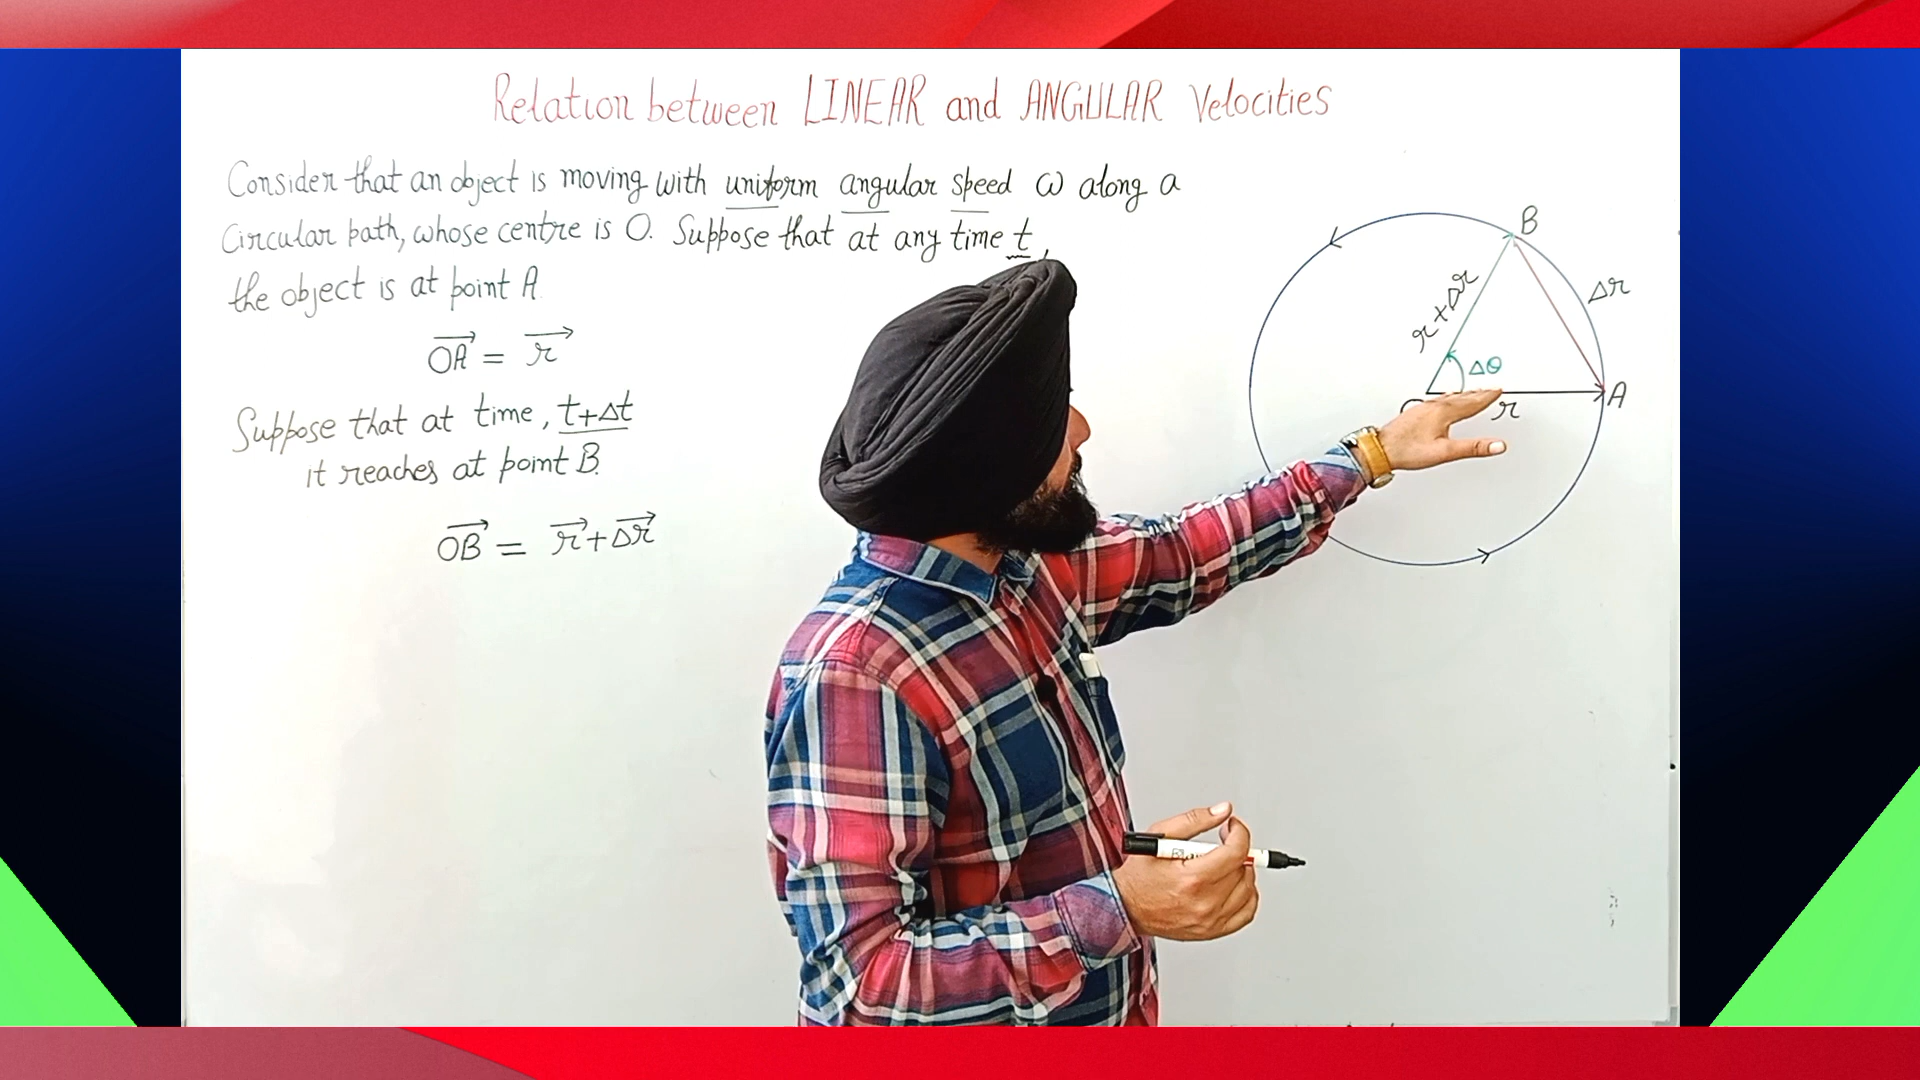 Relation between LINEAR and ANGULAR Velocities
Consider that an object is moving with uniform angular speed ω along a
Circular path, whose centre is O. Suppose that at any time t,
the object is at point A.
OA = r
Suppose that at time, t+Δt
it reaches at point B.
OB = r+Δr
B
Δr
r+Δr
Δθ
A
r